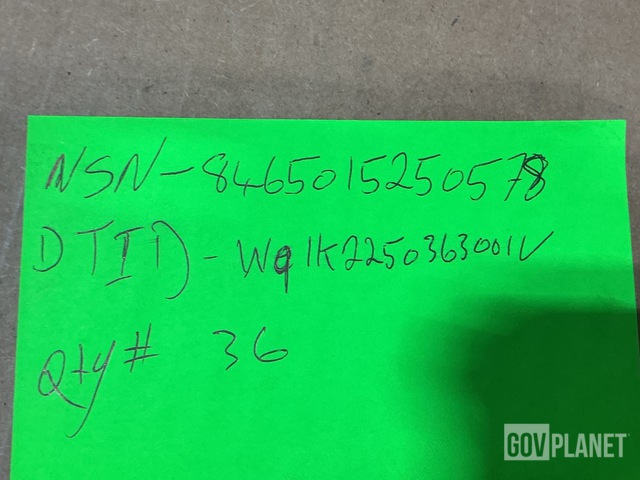 NSN-8465015250578
DTID-W91K2250363001V
Qty# 36
GOVPLANET